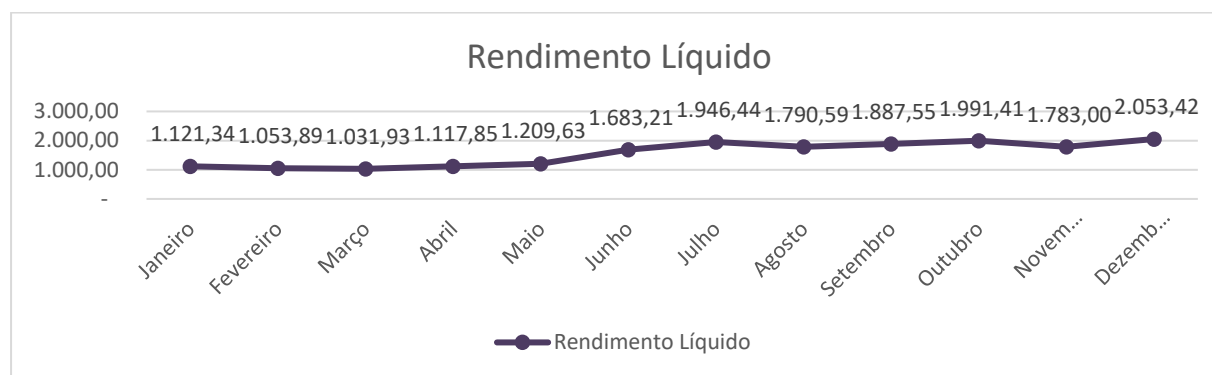 Rendimento Líquido
3.000,00
2.000,00
1.000,00
-
1.121,34 1.053,89 1.031,93 1.117,85 1.209,63 1.683,21 1.946,44 1.790,59 1.887,55 1.991,41 1.783,00 2.053,42
Janeiro Fevereiro Março Abril Maio Junho Julho Agosto Setembro Outubro Novem... Dezemb...
Rendimento Líquido